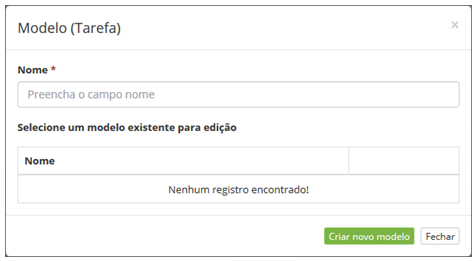 Modelo (Tarefa)
×
Nome *
Preencha o campo nome
Selecione um modelo existente para edição
Nome
Nenhum registro encontrado!
Criar novo modelo Fechar